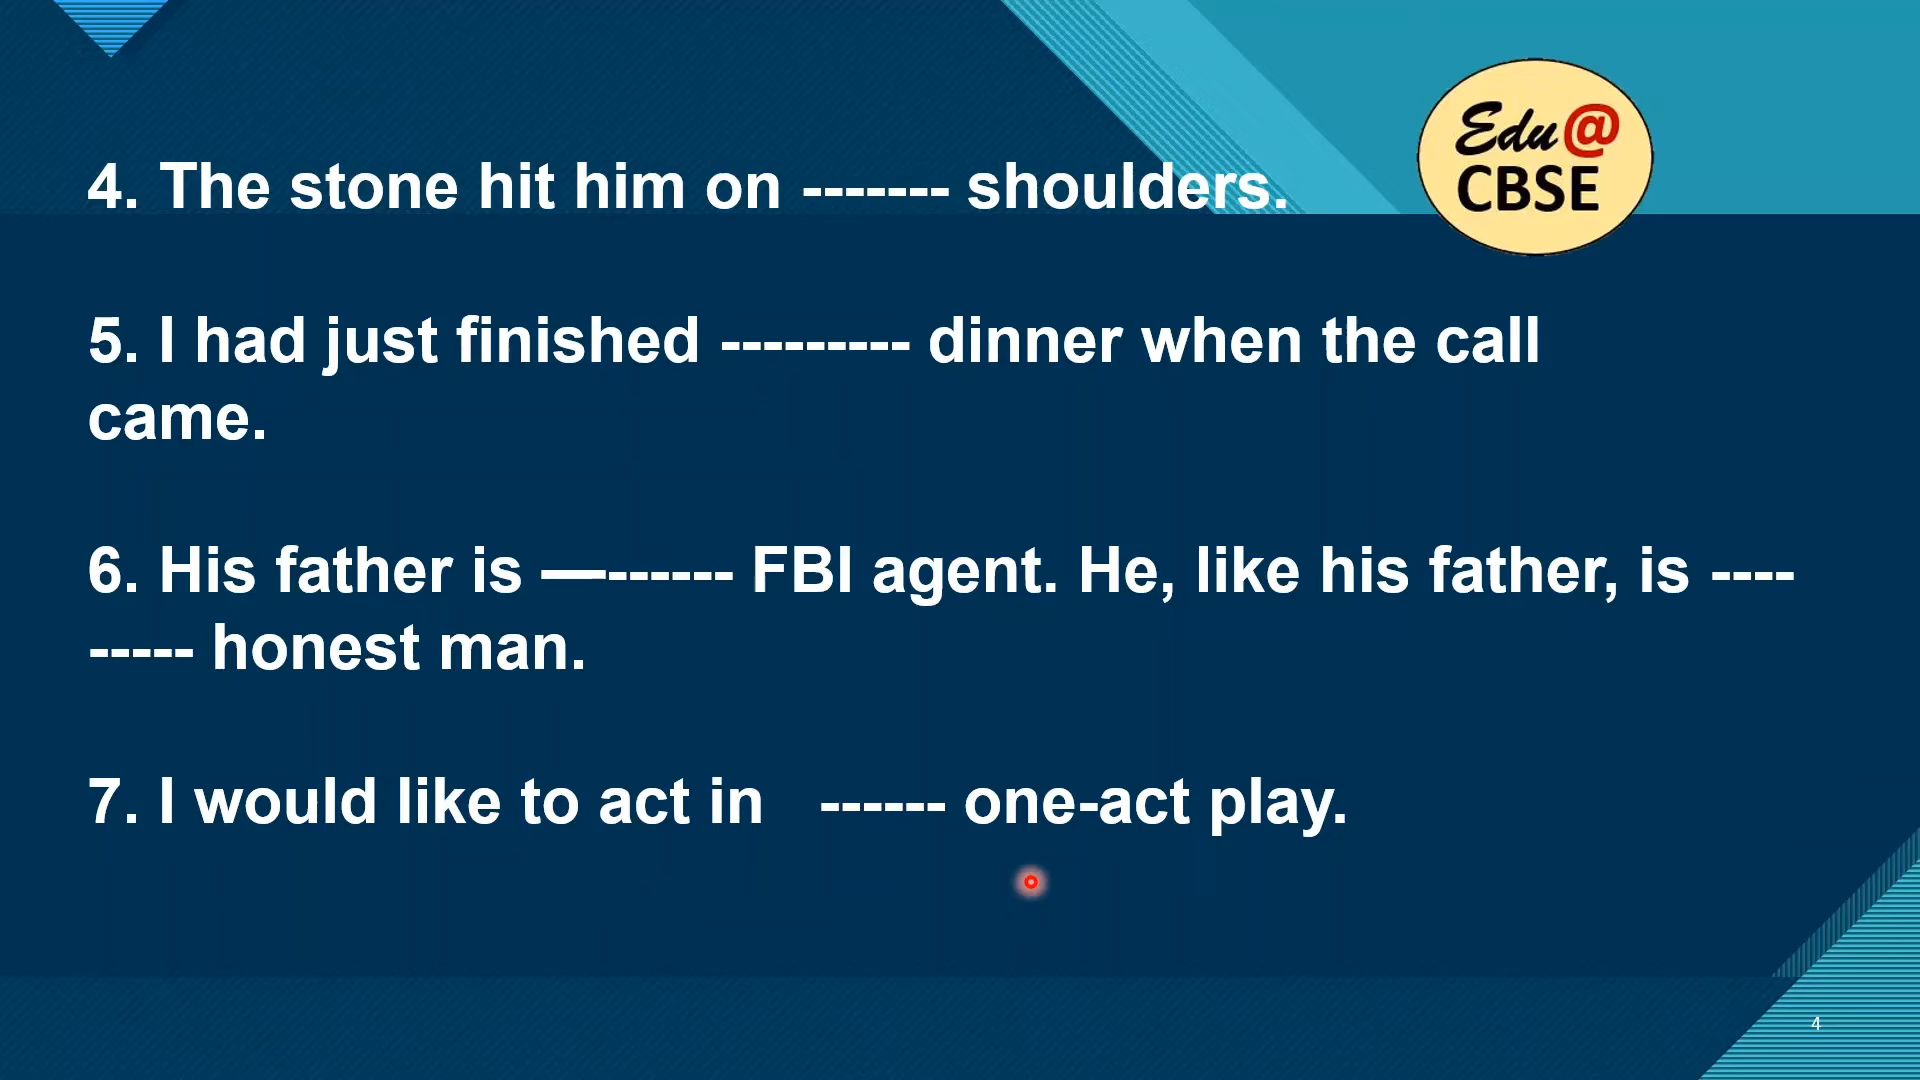 Edu@
CBSE
4. The stone hit him on ------- shoulders.
5. I had just finished --------- dinner when the call
came.
6. His father is —------ FBI agent. He, like his father, is ----
----- honest man.
7. I would like to act in   ------ one-act play.
4